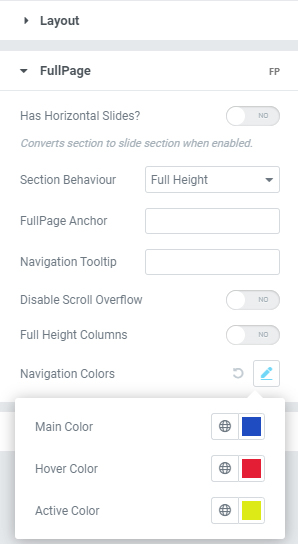 Layout
FullPage FP
Has Horizontal Slides? NO
Converts section to slide section when enabled.
Section Behaviour Full Height
FullPage Anchor
Navigation Tooltip
Disable Scroll Overflow NO
Full Height Columns NO
Navigation Colors
Main Color
Hover Color
Active Color